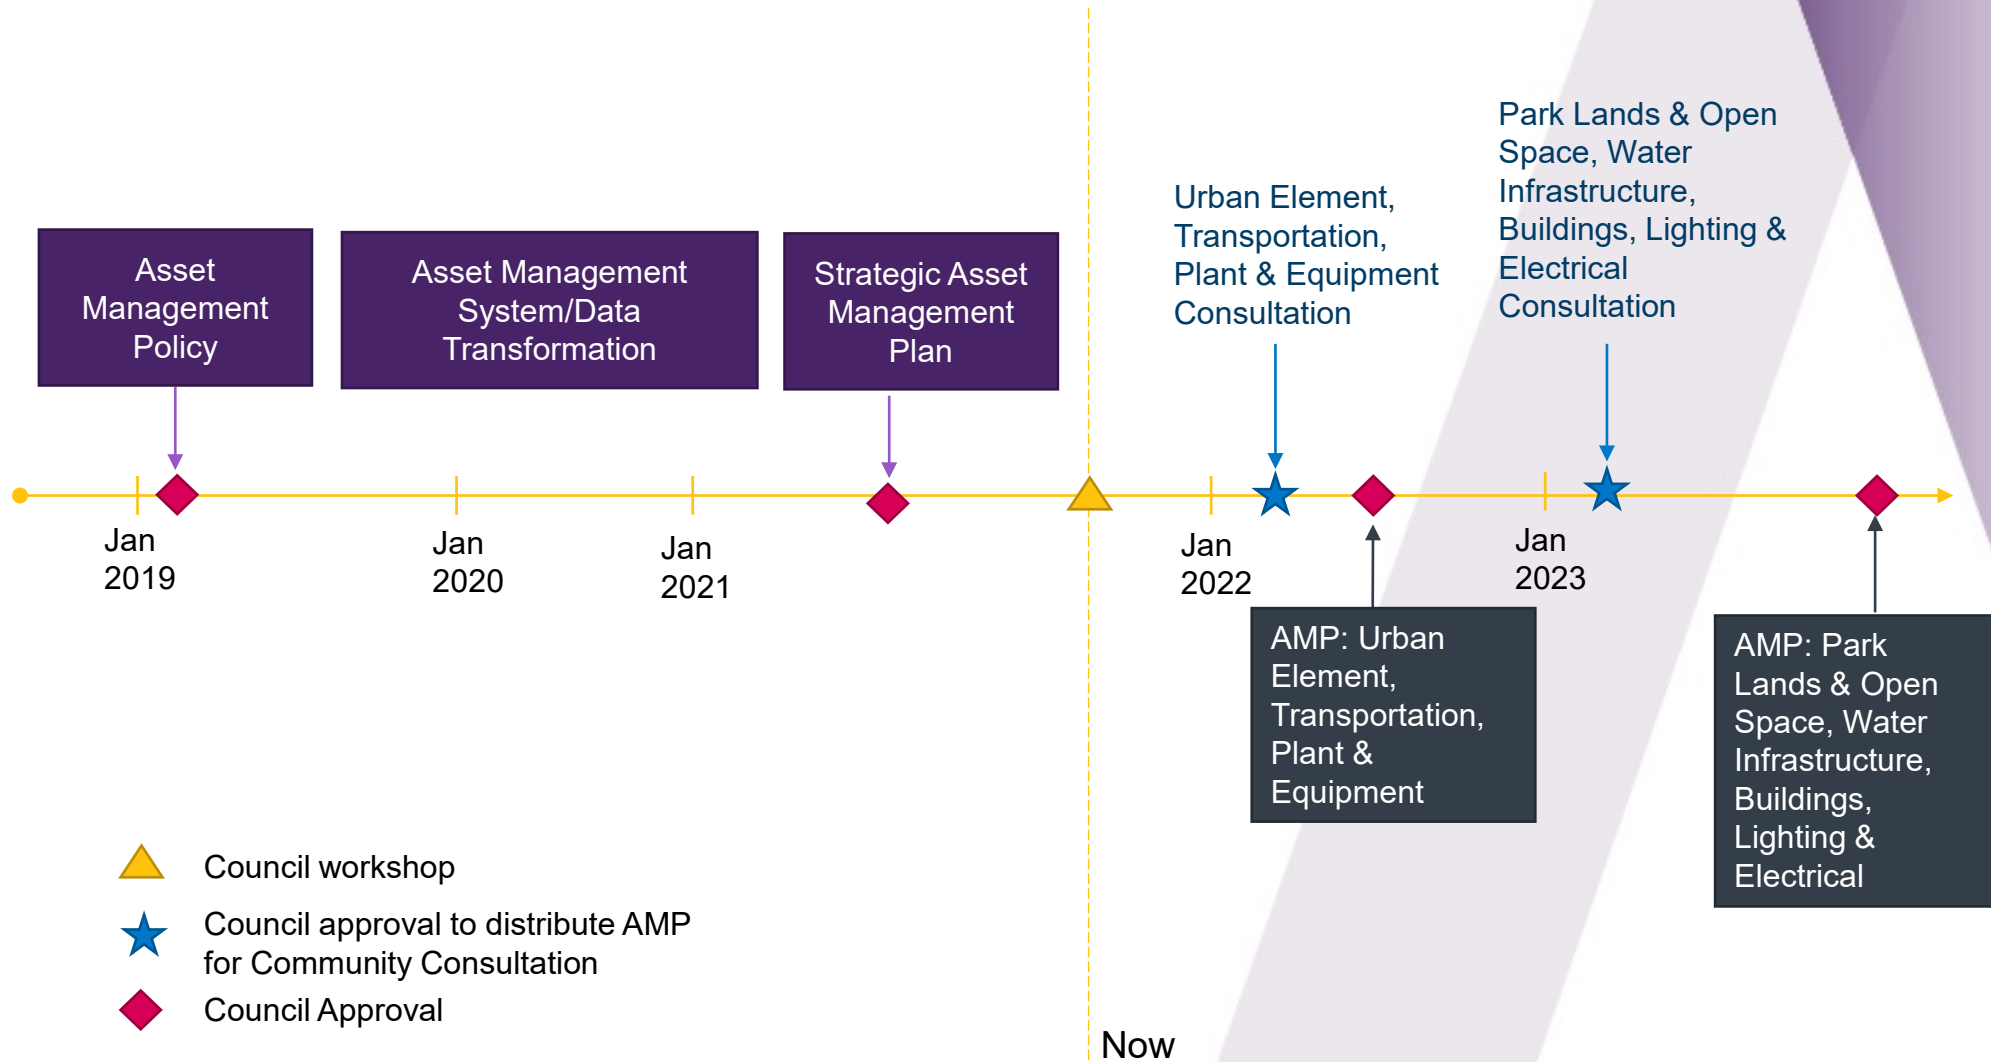 Asset
Management
Policy
Asset Management
System/Data
Transformation
Strategic Asset
Management
Plan
Urban Element,
Transportation,
Plant & Equipment
Consultation
Park Lands & Open
Space, Water
Infrastructure,
Buildings, Lighting &
Electrical
Consultation
Jan
2019
Jan
2020
Jan
2021
Jan
2022
Jan
2023
AMP: Urban
Element,
Transportation,
Plant &
Equipment
AMP: Park
Lands & Open
Space, Water
Infrastructure,
Buildings,
Lighting &
Electrical
Council workshop
Council approval to distribute AMP
for Community Consultation
Council Approval
Now